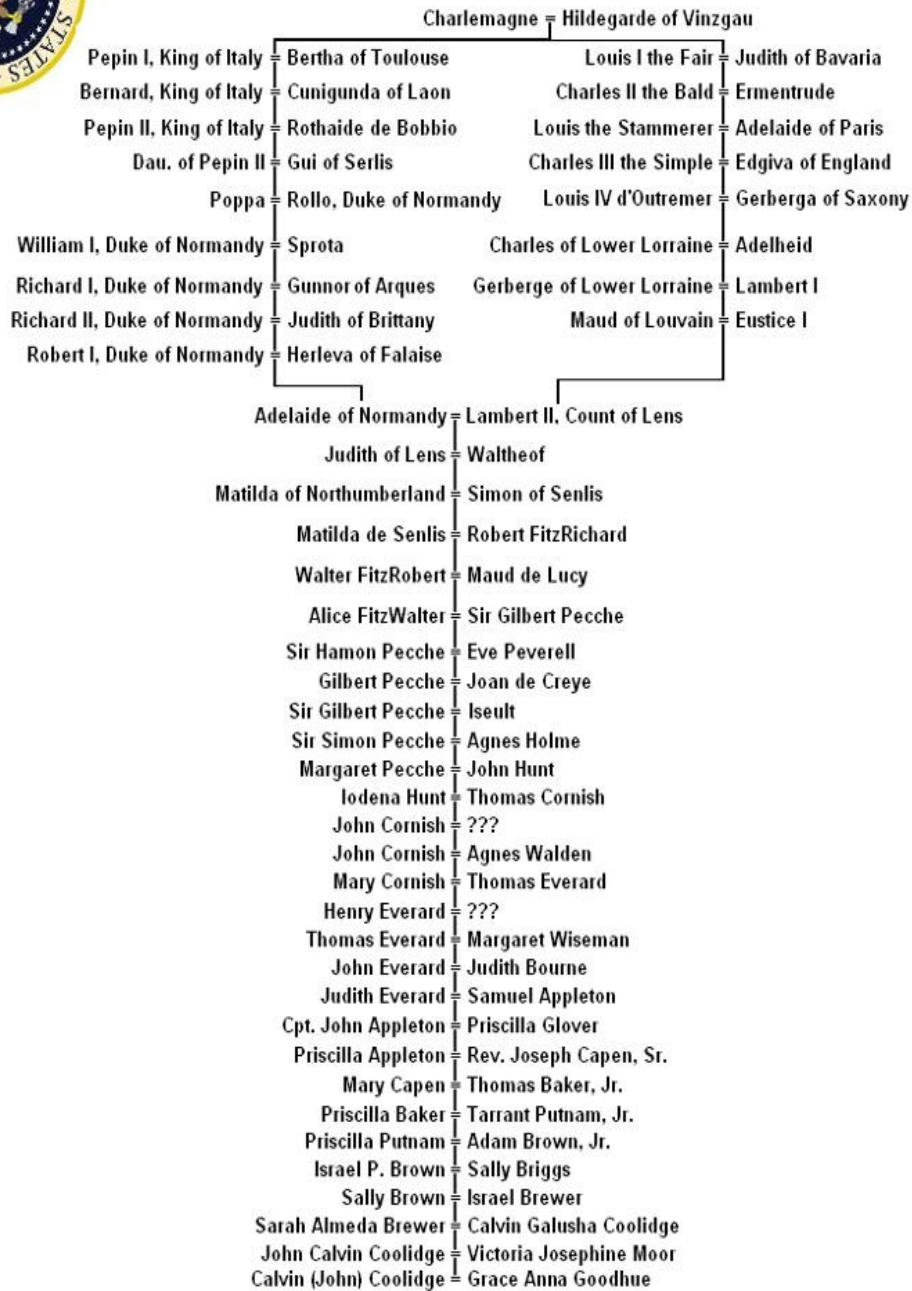 STATES
Charlemagne = Hildegarde of Vinzgau
Pepin I, King of Italy = Bertha of Toulouse
Bernard, King of Italy = Cunigunda of Laon
Pepin II, King of Italy = Rothaide de Bobbio
Dau. of Pepin II = Gui of Serlis
Poppa = Rollo, Duke of Normandy
William I, Duke of Normandy = Sprota
Richard I, Duke of Normandy = Gunnor of Arques
Richard II, Duke of Normandy = Judith of Brittany
Robert I, Duke of Normandy = Herleva of Falaise
Louis I the Fair = Judith of Bavaria
Charles II the Bald = Ermentrude
Louis the Stammerer = Adelaide of Paris
Charles III the Simple = Edgiva of England
Louis IV d'Outremer = Gerberga of Saxony
Charles of Lower Lorraine = Adelheid
Gerberge of Lower Lorraine = Lambert I
Maud of Louvain = Eustice I
Adelaide of Normandy = Lambert II, Count of Lens
Judith of Lens = Waltheof
Matilda of Northumberland = Simon of Senlis
Matilda de Senlis = Robert FitzRichard
Walter FitzRobert = Maud de Lucy
Alice FitzWalter = Sir Gilbert Pecche
Sir Hamon Pecche = Eve Peverell
Gilbert Pecche = Joan de Creye
Sir Gilbert Pecche = Iseult
Sir Simon Pecche = Agnes Holme
Margaret Pecche = John Hunt
Iodena Hunt = Thomas Cornish
John Cornish = ???
John Cornish = Agnes Walden
Mary Cornish = Thomas Everard
Henry Everard = ???
Thomas Everard = Margaret Wiseman
John Everard = Judith Bourne
Judith Everard = Samuel Appleton
Cpt. John Appleton = Priscilla Glover
Priscilla Appleton = Rev. Joseph Capen, Sr.
Mary Capen = Thomas Baker, Jr.
Priscilla Baker = Tarrant Putnam, Jr.
Priscilla Putnam = Adam Brown, Jr.
Israel P. Brown = Sally Briggs
Sally Brown = Israel Brewer
Sarah Almeda Brewer = Calvin Galusha Coolidge
John Calvin Coolidge = Victoria Josephine Moor
Calvin (John) Coolidge = Grace Anna Goodhue